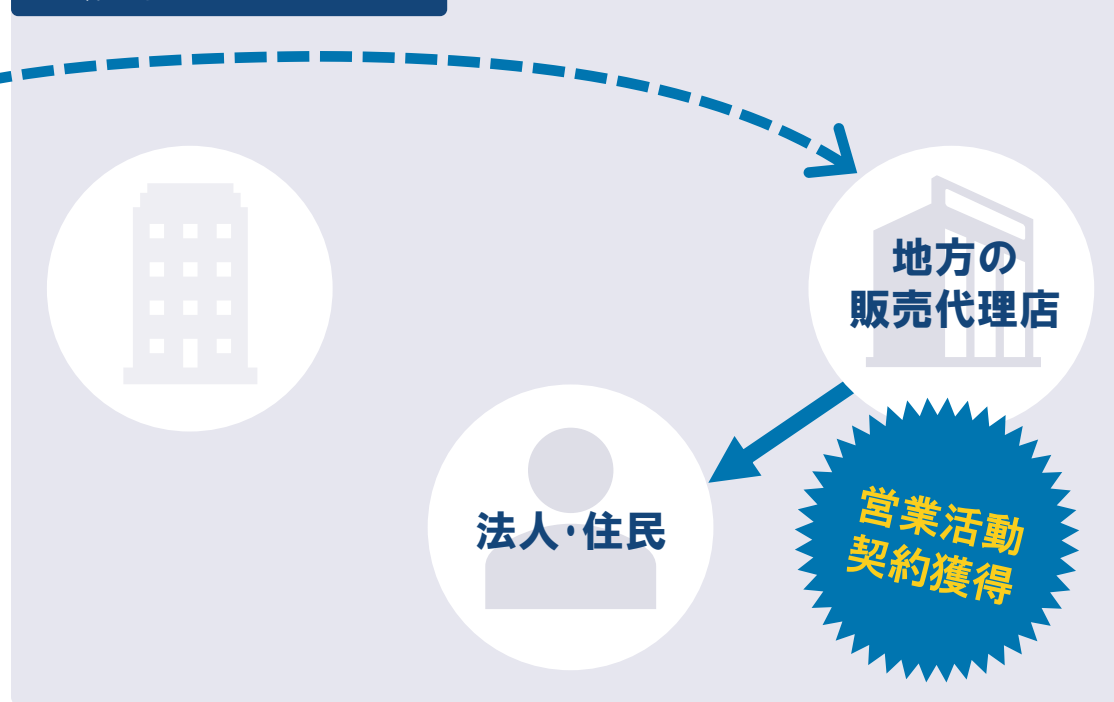 地方の
販売代理店
法人・住民
営業活動
契約獲得